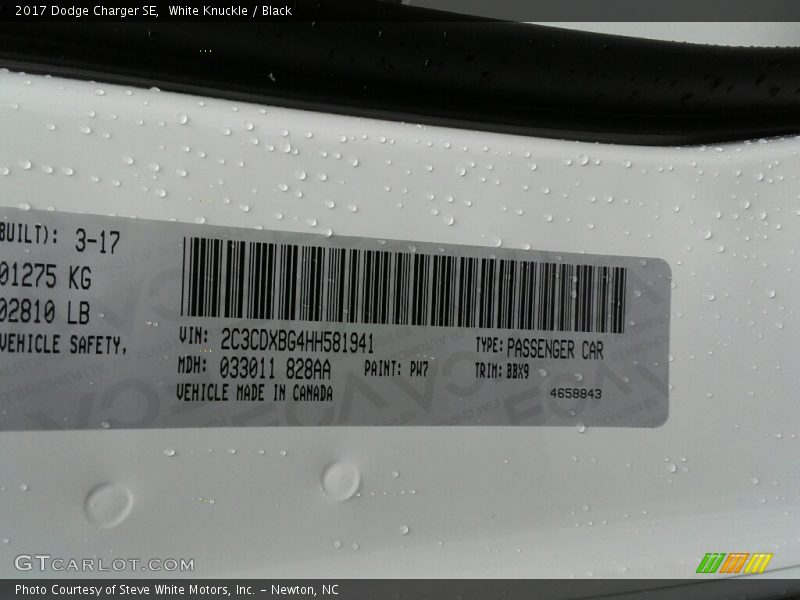 2017 Dodge Charger SE,  White Knuckle / Black
BUILT): 3-17
01275 KG
02810 LB
VEHICLE SAFETY,
VIN: 2C3CDXBG4HH581941
TYPE: PASSENGER CAR
MDH: 033011 828AA
PAINT: PW7
TRIM: BBX9
VEHICLE MADE IN CANADA
4658843
GTCARLOT.COM
Photo Courtesy of Steve White Motors, Inc. – Newton, NC